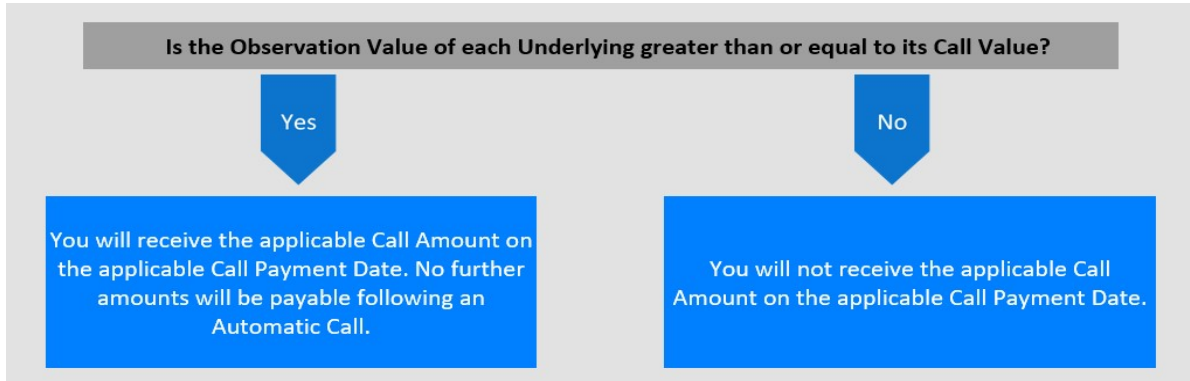 Is the Observation Value of each Underlying greater than or equal to its Call Value?
Yes
No
You will receive the applicable Call Amount on
the applicable Call Payment Date. No further
amounts will be payable following an
Automatic Call.
You will not receive the applicable Call
Amount on the applicable Call Payment Date.